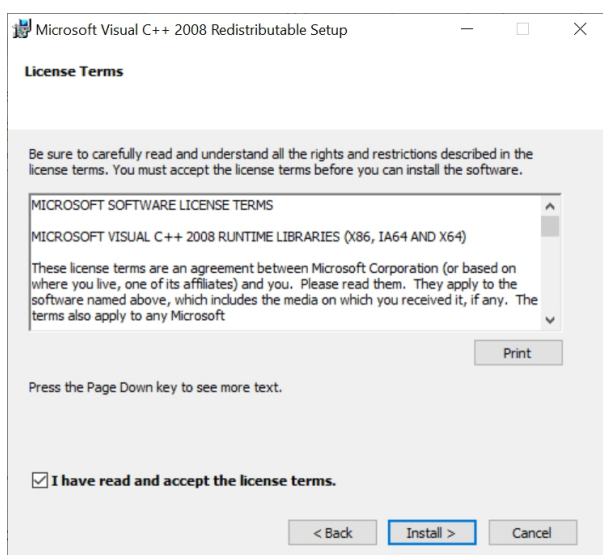 Microsoft Visual C++ 2008 Redistributable Setup
License Terms
Be sure to carefully read and understand all the rights and restrictions described in the
license terms. You must accept the license terms before you can install the software.
MICROSOFT SOFTWARE LICENSE TERMS
MICROSOFT VISUAL C++ 2008 RUNTIME LIBRARIES (X86, IA64 AND X64)
These license terms are an agreement between Microsoft Corporation (or based on
where you live, one of its affiliates) and you. Please read them. They apply to the
software named above, which includes the media on which you received it, if any. The
terms also apply to any Microsoft
Print
Press the Page Down key to see more text.
I have read and accept the license terms.
< Back
Install >
Cancel